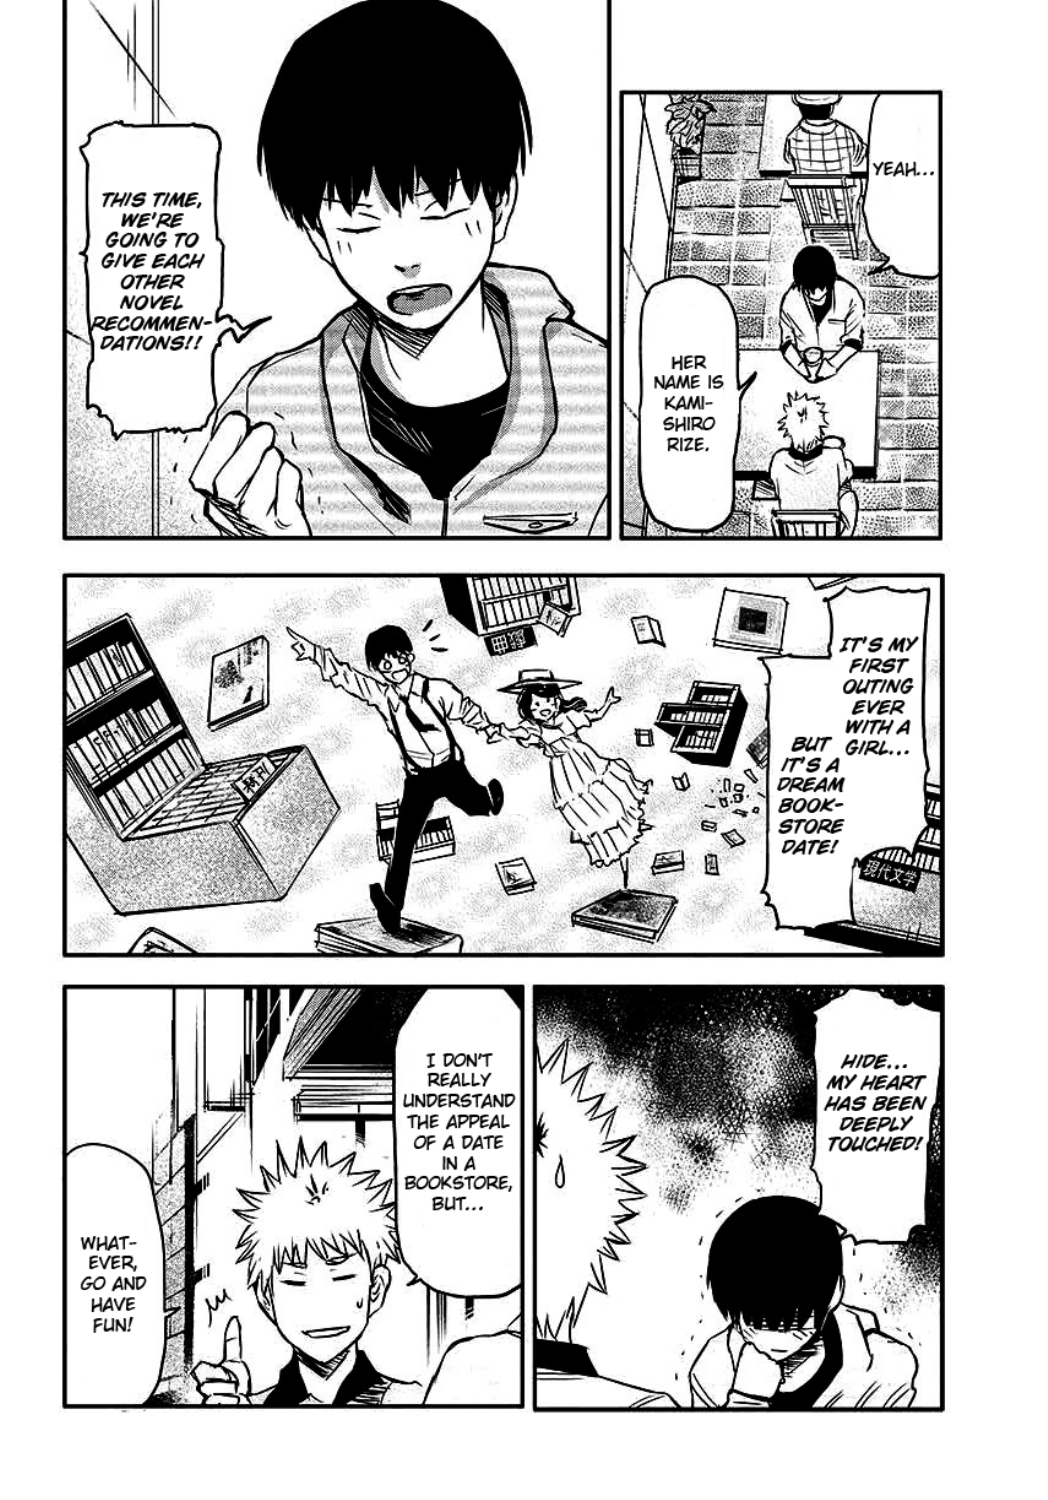 YEAH...
HER
NAME IS
KAMI-
SHIRO
RIZE.
THIS TIME,
WE'RE
GOING TO
GIVE EACH
OTHER
NOVEL
RECOMMEN-
DATIONS!!
IT'S MY
FIRST
OUTING
EVER
WITH A
GIRL...
BUT
IT'S A
DREAM
BOOK-
STORE
DATE!
現代文学
新刊
HIDE...
MY HEART
HAS BEEN
DEEPLY
TOUCHED!
I DON'T
REALLY
UNDERSTAND
THE APPEAL
OF A DATE
IN A
BOOKSTORE,
BUT...
WHAT-
EVER,
GO AND
HAVE
FUN!